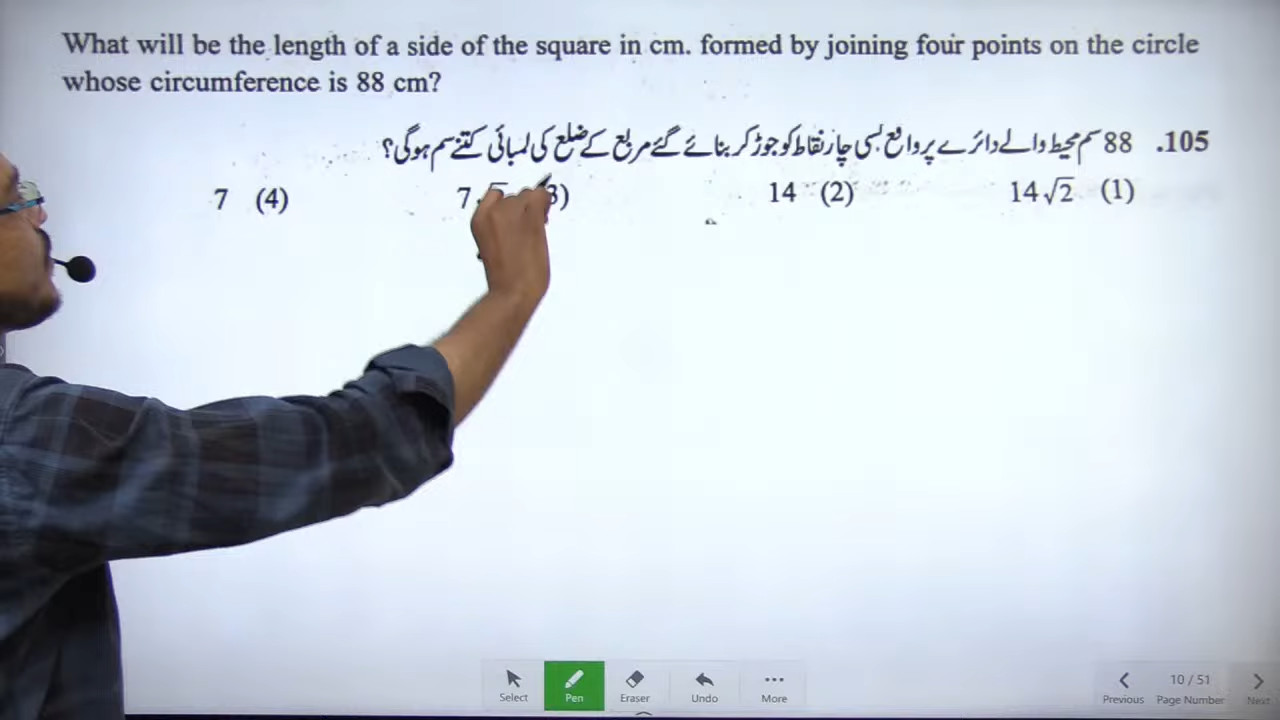 What will be the length of a side of the square in cm. formed by joining four points on the circle
whose circumference is 88 cm?
105. 88 سم محیط والے دائرے پر واقع کسی چار نقاط کو جوڑ کر بنائے گئے مربع کے ضلع کی لمبائی کتنے سم ہوگی؟
14√2 (1) 14 (2) 7 3) 7 (4)
Select Pen Eraser Undo More Previous 10 / 51 Page Number Next